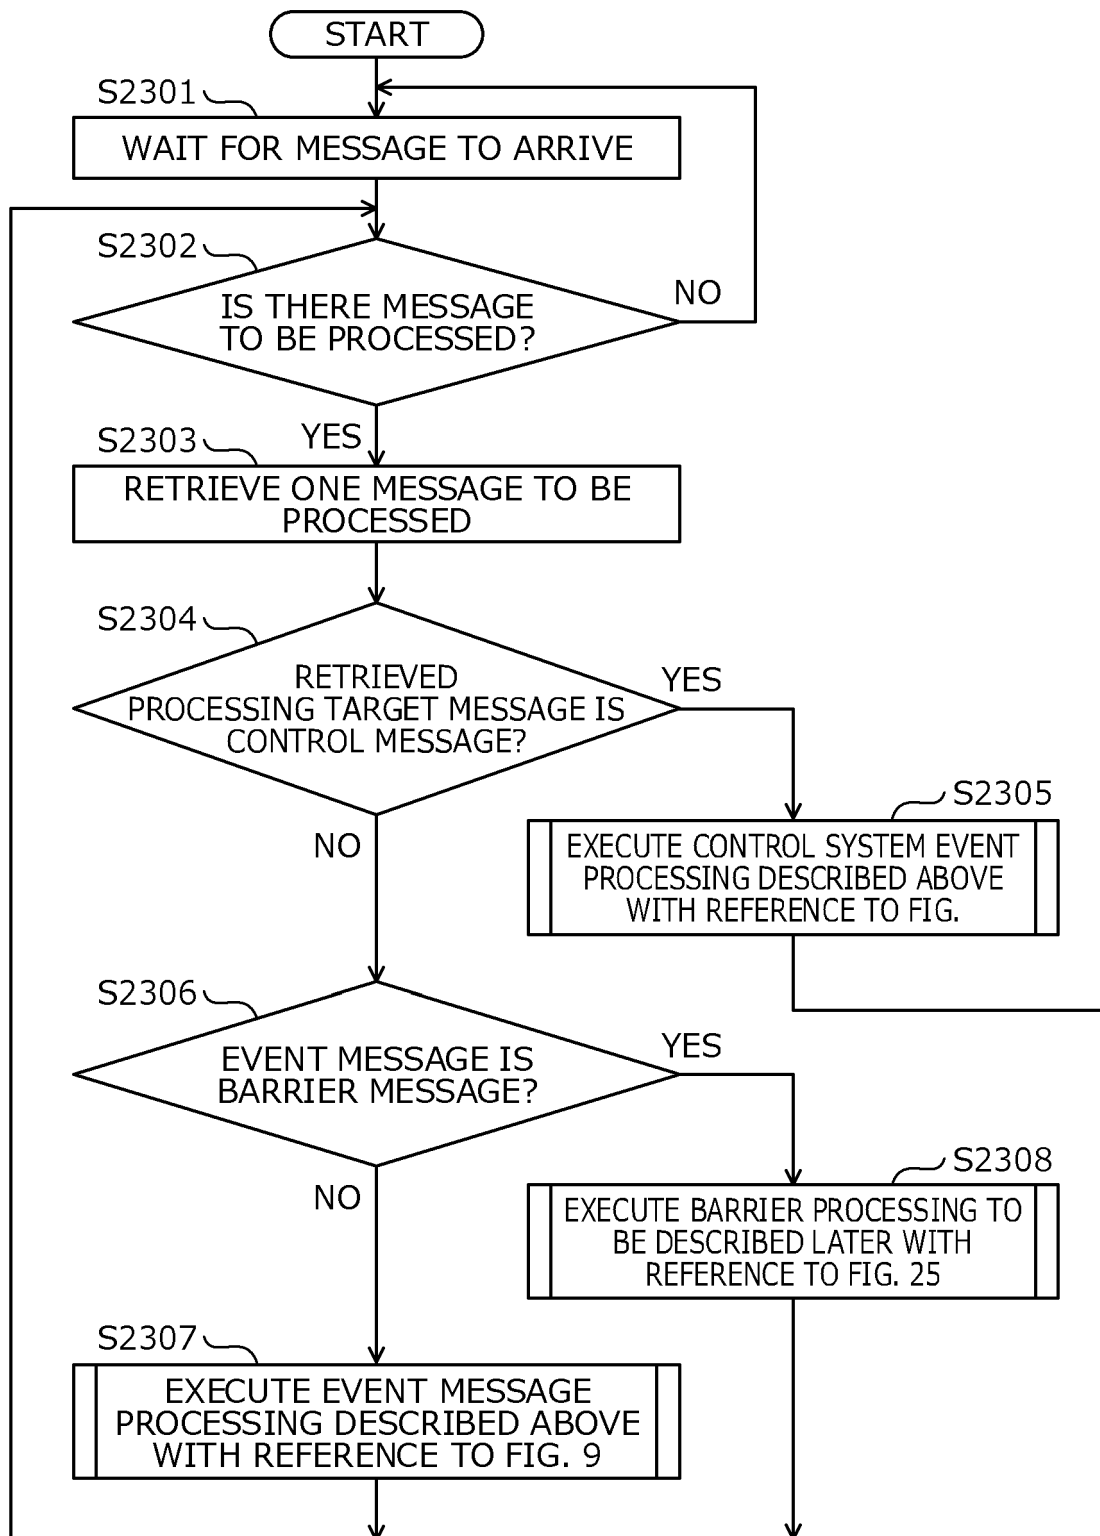 START
S2301
WAIT FOR MESSAGE TO ARRIVE
S2302
IS THERE MESSAGE
TO BE PROCESSED?
NO
YES
S2303
RETRIEVE ONE MESSAGE TO BE
PROCESSED
S2304
RETRIEVED
PROCESSING TARGET MESSAGE IS
CONTROL MESSAGE?
YES
NO
S2305
EXECUTE CONTROL SYSTEM EVENT
PROCESSING DESCRIBED ABOVE
WITH REFERENCE TO FIG.
S2306
EVENT MESSAGE IS
BARRIER MESSAGE?
YES
NO
S2308
EXECUTE BARRIER PROCESSING TO
BE DESCRIBED LATER WITH
REFERENCE TO FIG. 25
S2307
EXECUTE EVENT MESSAGE
PROCESSING DESCRIBED ABOVE
WITH REFERENCE TO FIG. 9